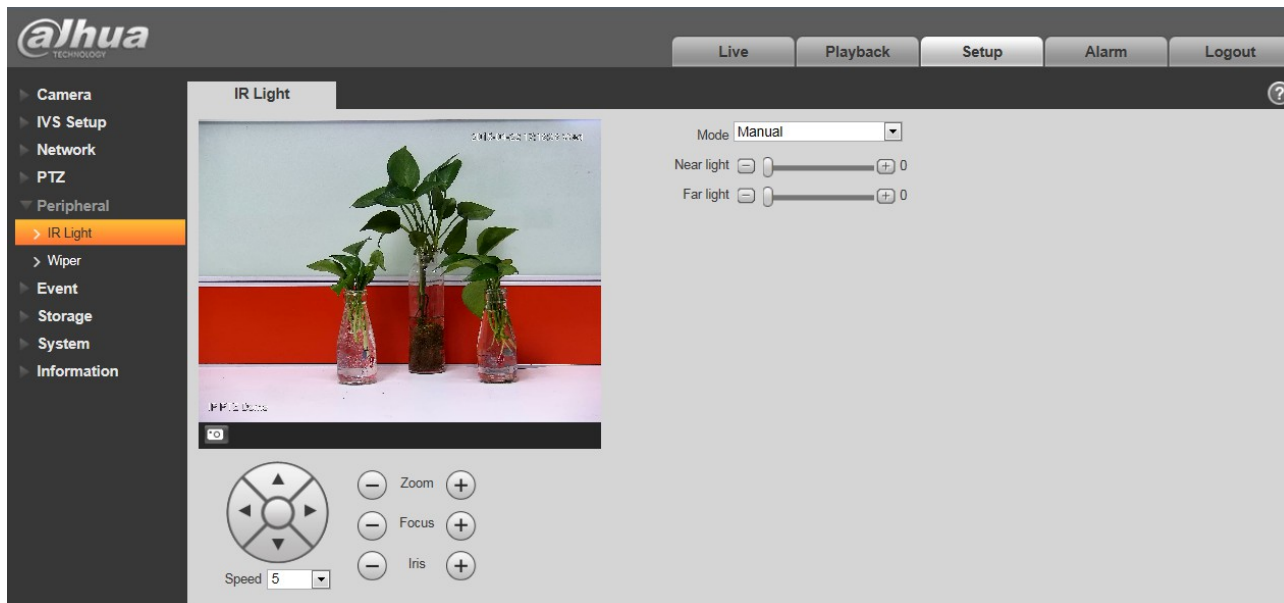 alhua
TECHNOLOGY
Live Playback Setup Alarm Logout
Camera
IVS Setup
Network
PTZ
Peripheral
IR Light
Wiper
Event
Storage
System
Information
IR Light
?
Mode Manual
Near light 0
Far light 0
Zoom
Focus
Iris
Speed 5